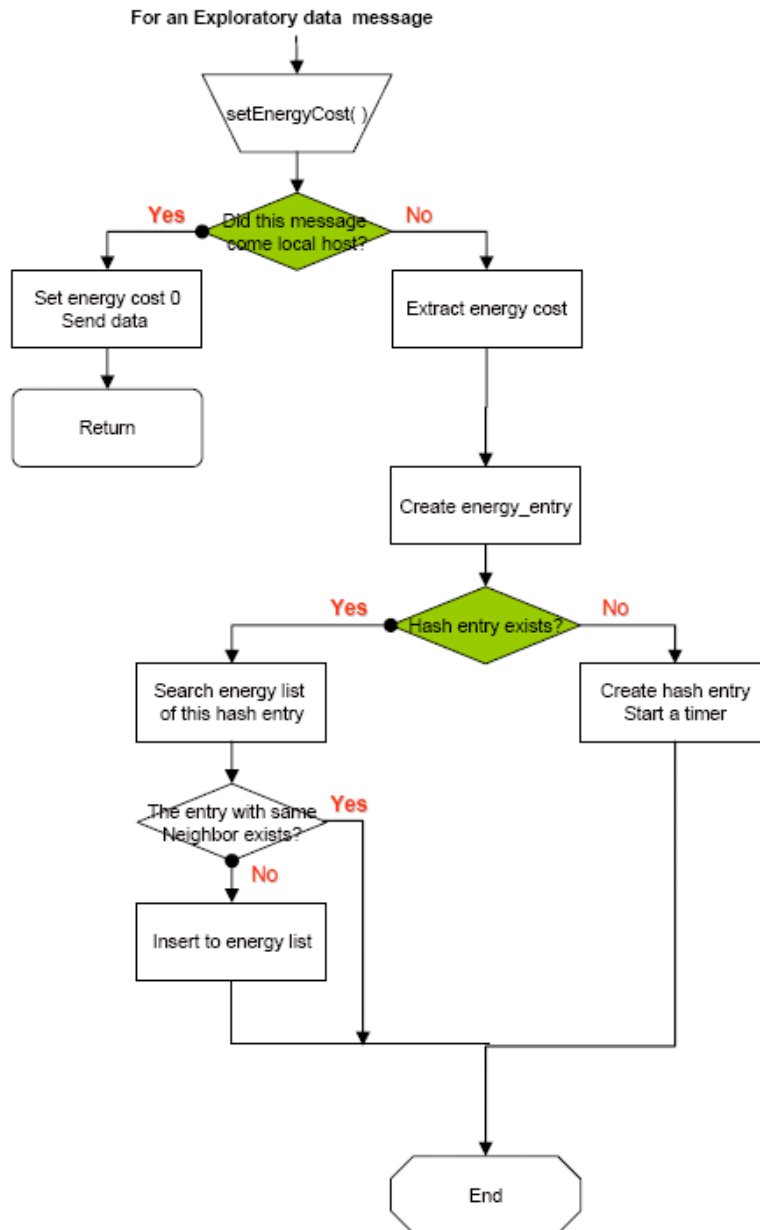 For an Exploratory data message
setEnergyCost( )
Yes
Did this message
come local host?
No
Set energy cost 0
Send data
Extract energy cost
Return
Create energy_entry
Yes
Hash entry exists?
No
Search energy list
of this hash entry
Create hash entry
Start a timer
The entry with same
Neighbor exists?
Yes
No
Insert to energy list
End